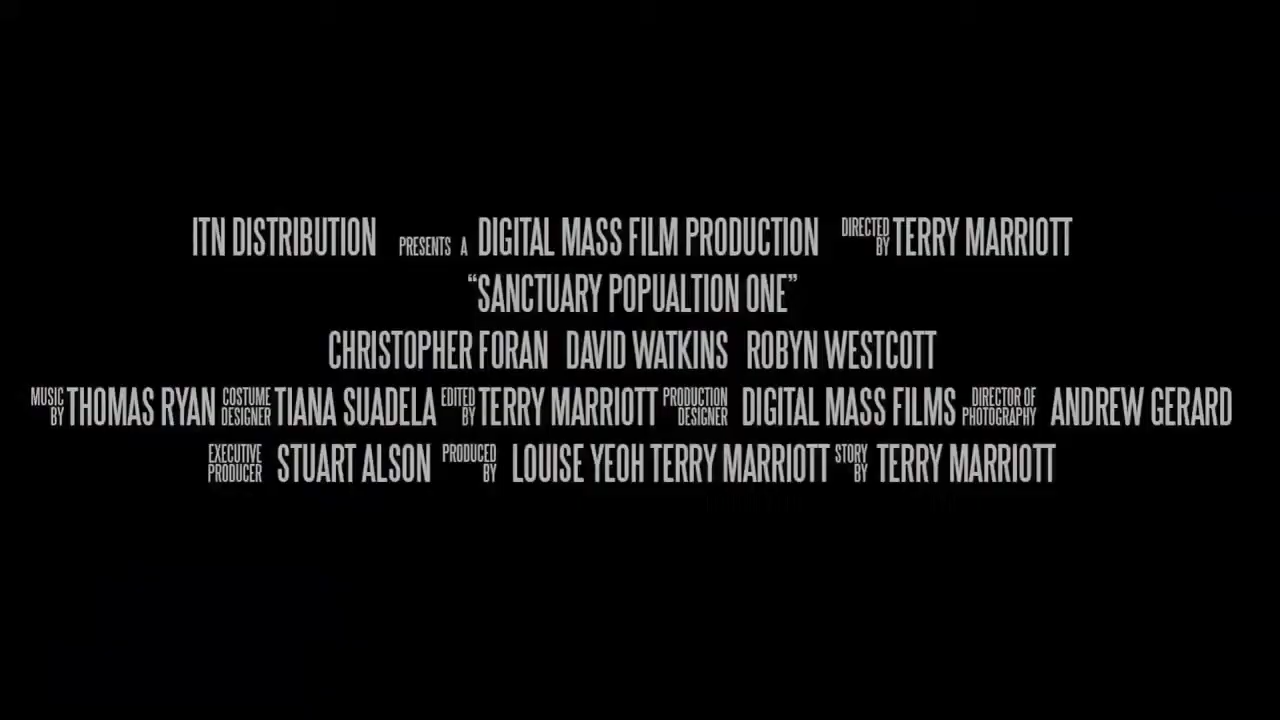 ITN DISTRIBUTION PRESENTS A DIGITAL MASS FILM PRODUCTION DIRECTED BY TERRY MARRIOTT
“SANCTUARY POPUALTION ONE”
CHRISTOPHER FORAN DAVID WATKINS ROBYN WESTCOTT
MUSIC BY THOMAS RYAN COSTUME DESIGNER TIANA SUADELA EDITED BY TERRY MARRIOTT PRODUCTION DESIGNER DIGITAL MASS FILMS DIRECTOR OF PHOTOGRAPHY ANDREW GERARD
EXECUTIVE PRODUCER STUART ALSON PRODUCED BY LOUISE YEOH TERRY MARRIOTT STORY BY TERRY MARRIOTT